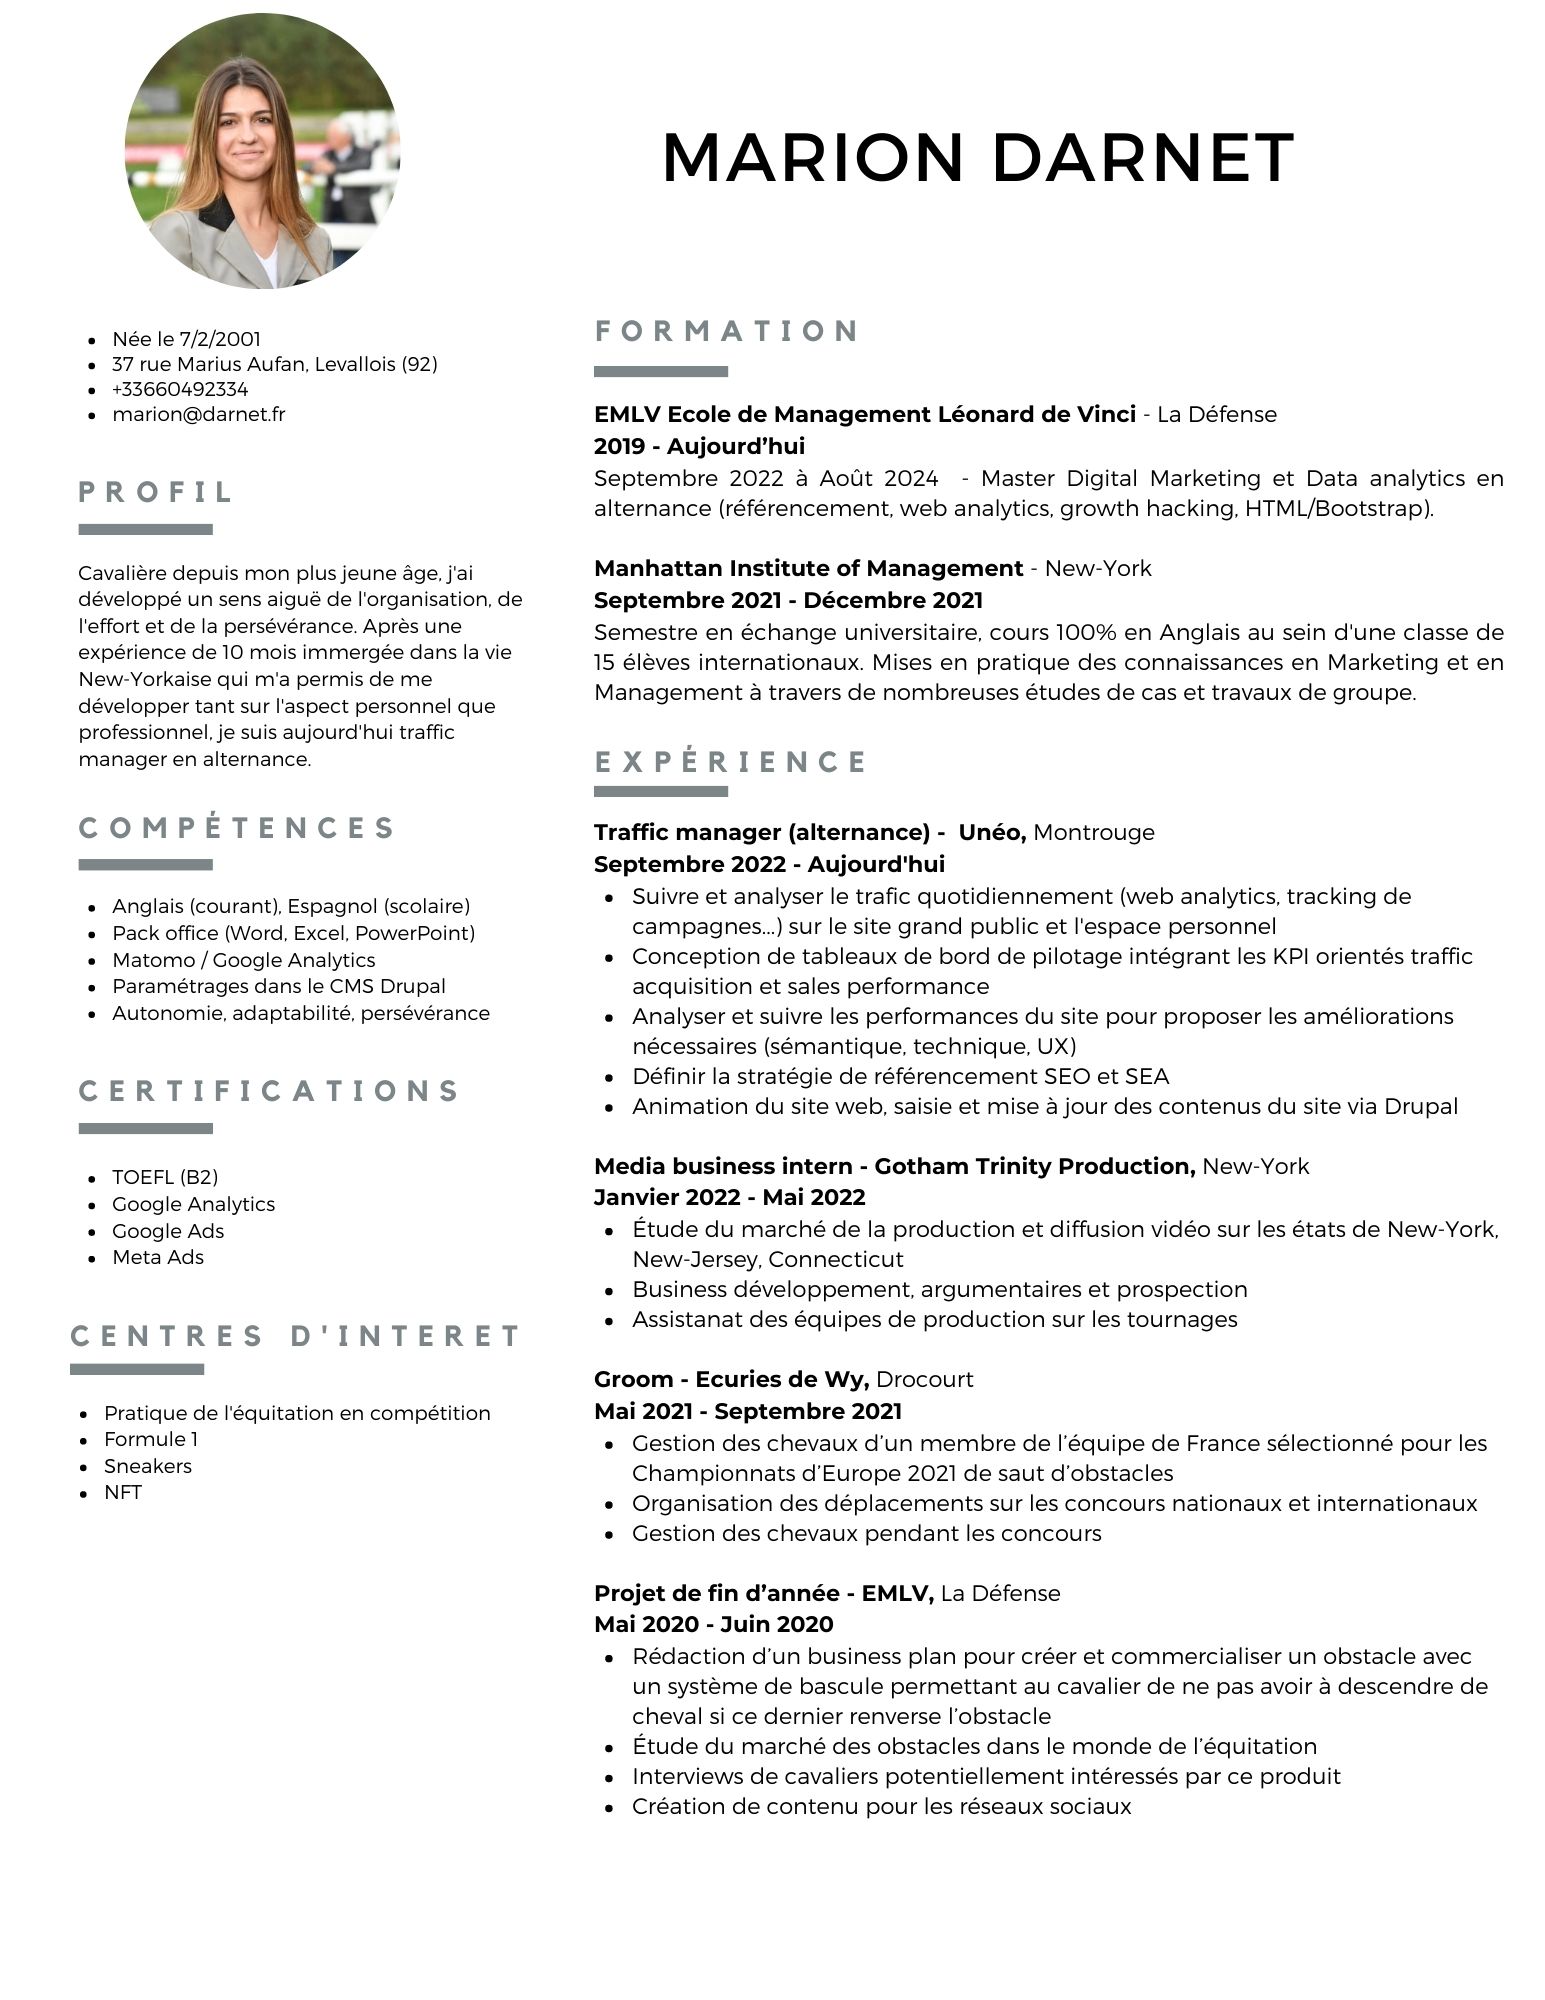 MARION DARNET
Née le 7/2/2001
37 rue Marius Aufan, Levallois (92)
+33660492334
marion@darnet.fr
PROFIL
Cavalière depuis mon plus jeune âge, j'ai
développé un sens aiguë de l'organisation, de
l'effort et de la persévérance. Après une
expérience de 10 mois immergée dans la vie
New-Yorkaise qui m'a permis de me
développer tant sur l'aspect personnel que
professionnel, je suis aujourd'hui traffic
manager en alternance.
COMPÉTENCES
Anglais (courant), Espagnol (scolaire)
Pack office (Word, Excel, PowerPoint)
Matomo / Google Analytics
Paramétrages dans le CMS Drupal
Autonomie, adaptabilité, persévérance
CERTIFICATIONS
TOEFL (B2)
Google Analytics
Google Ads
Meta Ads
CENTRES D'INTERET
Pratique de l'équitation en compétition
Formule 1
Sneakers
NFT
FORMATION
EMLV Ecole de Management Léonard de Vinci - La Défense
2019 - Aujourd’hui
Septembre 2022 à Août 2024 - Master Digital Marketing et Data analytics en
alternance (référencement, web analytics, growth hacking, HTML/Bootstrap).
Manhattan Institute of Management - New-York
Septembre 2021 - Décembre 2021
Semestre en échange universitaire, cours 100% en Anglais au sein d'une classe de
15 élèves internationaux. Mises en pratique des connaissances en Marketing et en
Management à travers de nombreuses études de cas et travaux de groupe.
EXPÉRIENCE
Traffic manager (alternance) - Unéo, Montrouge
Septembre 2022 - Aujourd'hui
Suivre et analyser le trafic quotidiennement (web analytics, tracking de
campagnes...) sur le site grand public et l'espace personnel
Conception de tableaux de bord de pilotage intégrant les KPI orientés traffic
acquisition et sales performance
Analyser et suivre les performances du site pour proposer les améliorations
nécessaires (sémantique, technique, UX)
Définir la stratégie de référencement SEO et SEA
Animation du site web, saisie et mise à jour des contenus du site via Drupal
Media business intern - Gotham Trinity Production, New-York
Janvier 2022 - Mai 2022
Étude du marché de la production et diffusion vidéo sur les états de New-York,
New-Jersey, Connecticut
Business développement, argumentaires et prospection
Assistanat des équipes de production sur les tournages
Groom - Ecuries de Wy, Drocourt
Mai 2021 - Septembre 2021
Gestion des chevaux d’un membre de l’équipe de France sélectionné pour les
Championnats d’Europe 2021 de saut d’obstacles
Organisation des déplacements sur les concours nationaux et internationaux
Gestion des chevaux pendant les concours
Projet de fin d’année - EMLV, La Défense
Mai 2020 - Juin 2020
Rédaction d’un business plan pour créer et commercialiser un obstacle avec
un système de bascule permettant au cavalier de ne pas avoir à descendre de
cheval si ce dernier renverse l’obstacle
Étude du marché des obstacles dans le monde de l’équitation
Interviews de cavaliers potentiellement intéressés par ce produit
Création de contenu pour les réseaux sociaux